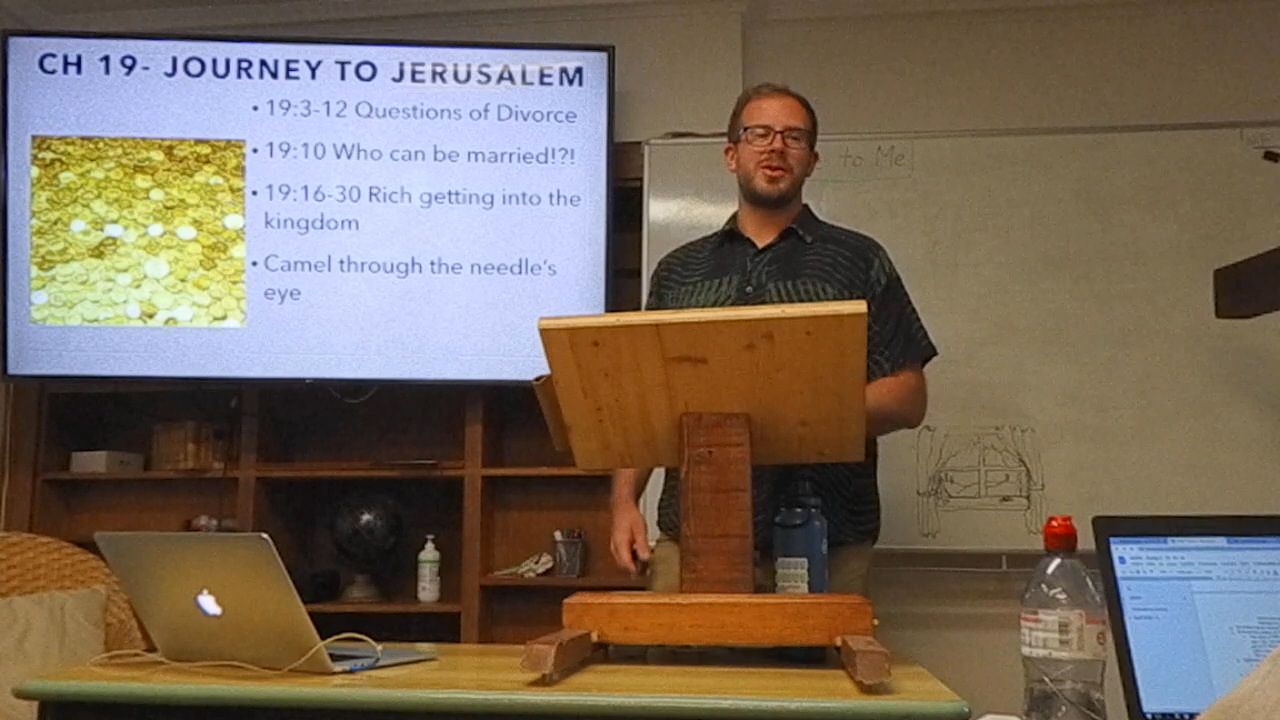 CH 19- JOURNEY TO JERUSALEM
• 19:3-12 Questions of Divorce
• 19:10 Who can be married!?!
• 19:16-30 Rich getting into the
kingdom
• Camel through the needle's
eye
to Me